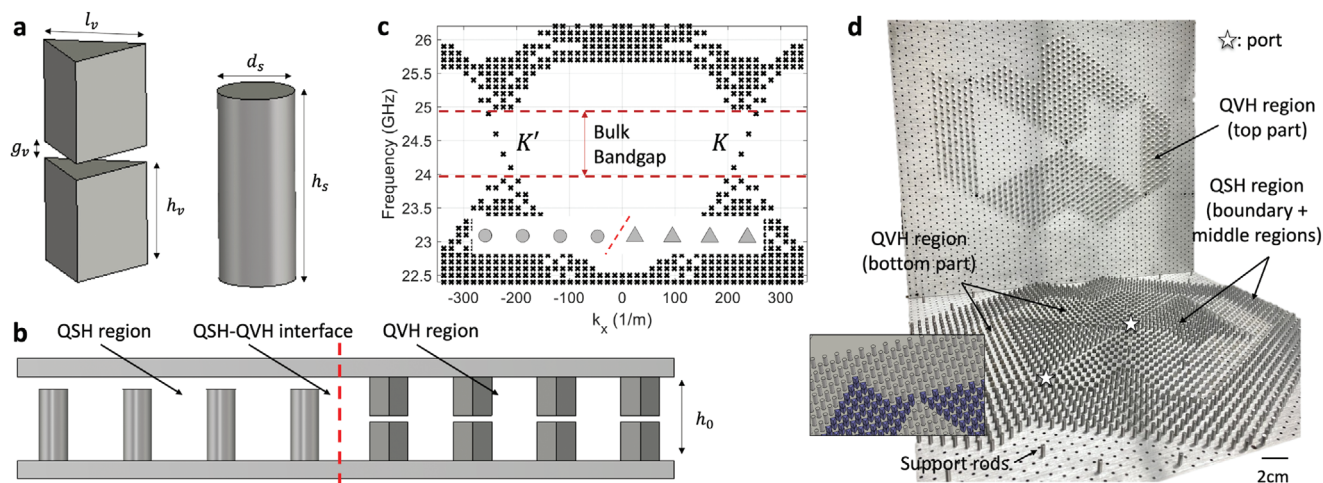 a
l_v
g_v
h_v
d_s
h_s
b
QSH region
QSH-QVH interface
QVH region
h_0
c
Frequency (GHz)
26
25.5
25
24.5
24
23.5
23
22.5
K′
K
Bulk
Bandgap
-300
-200
-100
0
100
200
300
k_x (1/m)
d
: port
QVH region
(top part)
QSH region
(boundary +
middle regions)
QVH region
(bottom part)
Support rods
2cm